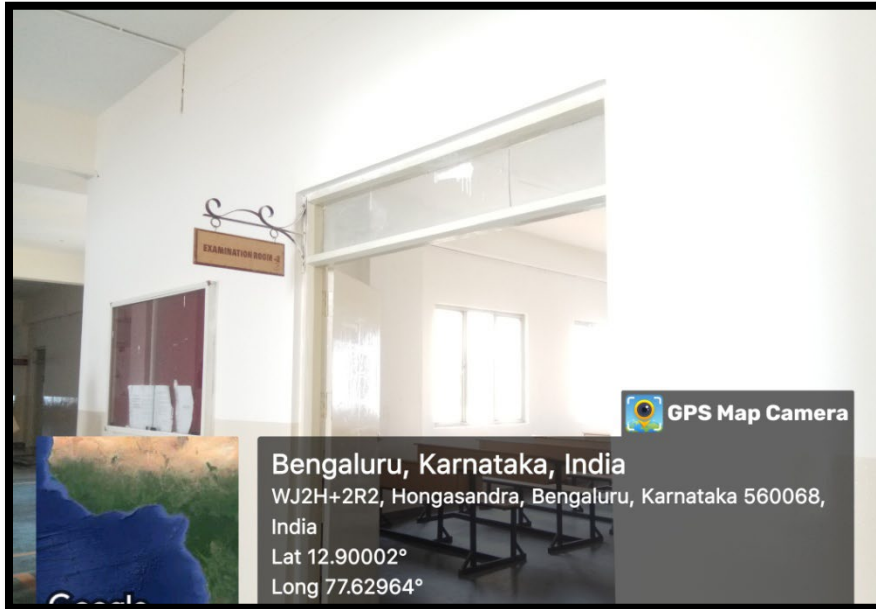 EXAMINATION ROOM
GPS Map Camera
Bengaluru, Karnataka, India
WJ2H+2R2, Hongasandra, Bengaluru, Karnataka 560068,
India
Lat 12.90002°
Long 77.62964°
Google